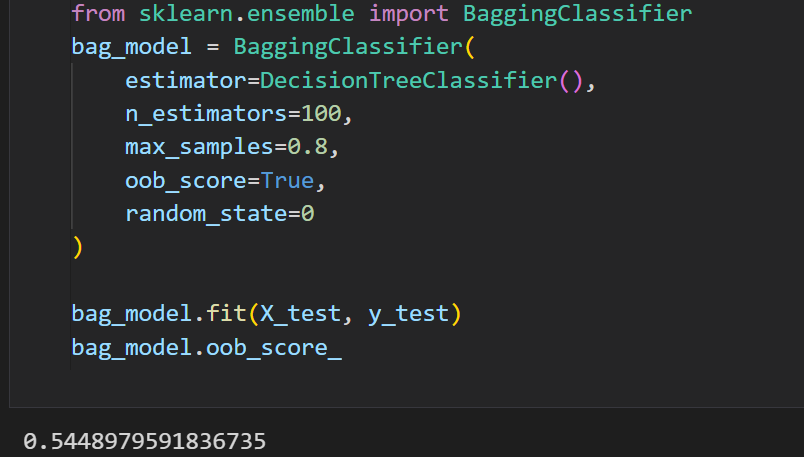 from sklearn.ensemble import BaggingClassifier
bag_model = BaggingClassifier(
estimator=DecisionTreeClassifier(),
n_estimators=100,
max_samples=0.8,
oob_score=True,
random_state=0
)
bag_model.fit(X_test, y_test)
bag_model.oob_score_
0.5448979591836735